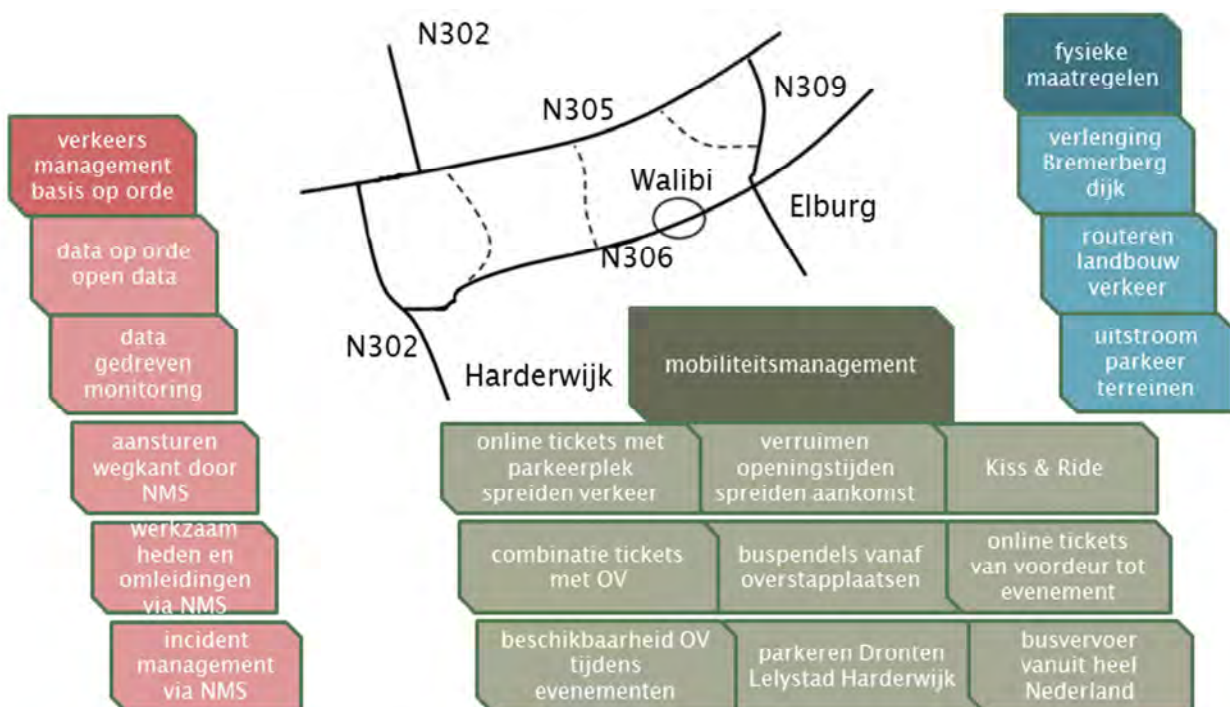 N302
N305
N309
Walibi
Elburg
N306
N302
Harderwijk
verkeers
management
basis op orde
data op orde
open data
data
gedreven
monitoring
aansturen
wegkant door
NMS
werkzaam
heden en
omleidingen
via NMS
incident
management
via NMS
fysieke
maatregelen
verlenging
Bremerberg
dijk
routeren
landbouw
verkeer
uitstroom
parkeer
terreinen
mobiliteitsmanagement
online tickets met
parkeerplek
spreiden verkeer
verruimen
openingstijden
spreiden aankomst
Kiss & Ride
combinatie tickets
met OV
buspendels vanaf
overstapplaatsen
online tickets
van voordeur tot
evenement
beschikbaarheid OV
tijdens
evenementen
parkeren Dronten
Lelystad Harderwijk
busvervoer
vanuit heel
Nederland